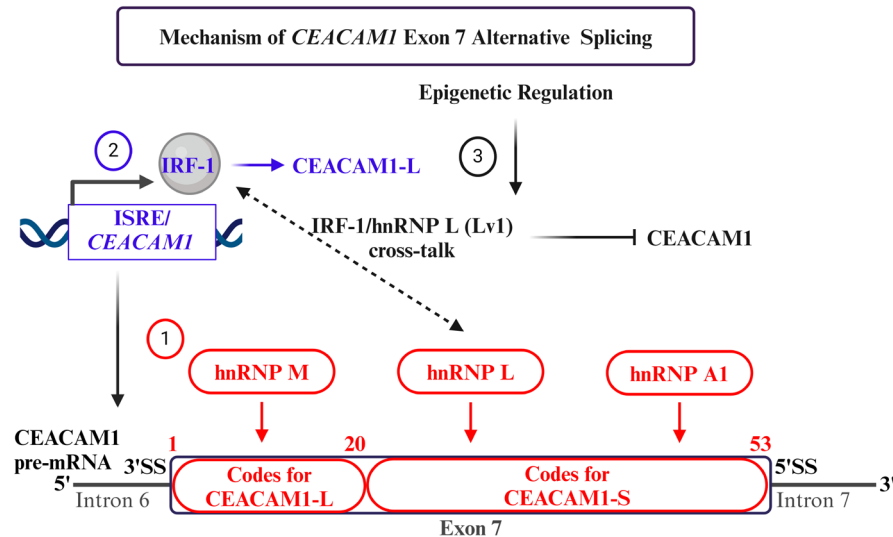 Mechanism of CEACAM1 Exon 7 Alternative Splicing
Epigenetic Regulation
2
IRF-1
CEACAM1-L
3
ISRE/
CEACAM1
IRF-1/hnRNP L (Lv1)
cross-talk
CEACAM1
1
hnRNP M
hnRNP L
hnRNP A1
CEACAM1
pre-mRNA
1
20
53
3'SS
5'SS
5'
3'
Intron 6
Codes for
CEACAM1-L
Codes for
CEACAM1-S
Intron 7
Exon 7